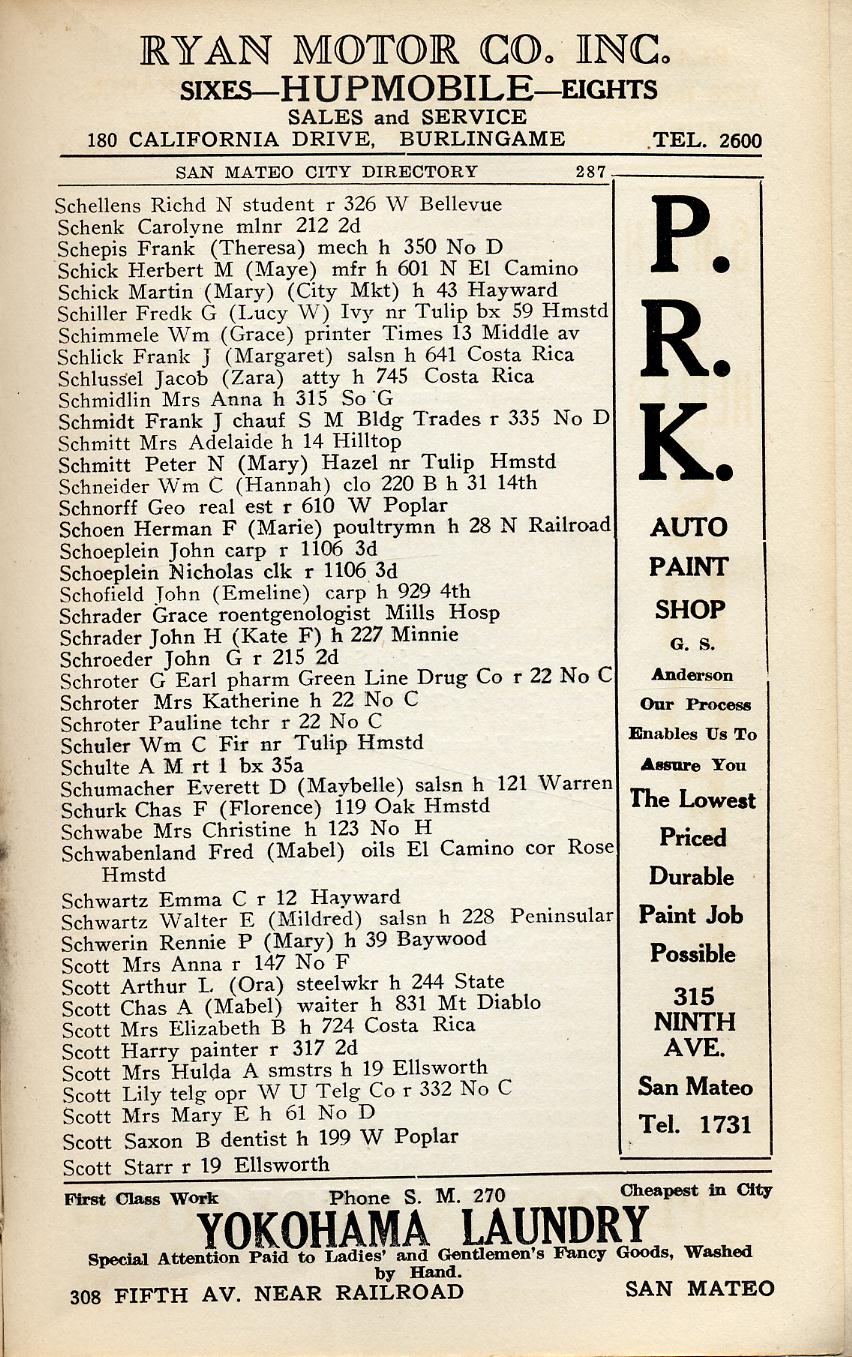 RYAN MOTOR CO. INC.
SIXES—HUPMOBILE—EIGHTS
SALES and SERVICE
180 CALIFORNIA DRIVE, BURLINGAME TEL. 2600
SAN MATEO CITY DIRECTORY 287
Schellens Richd N student r 326 W Bellevue
Schenk Carolyne mlnr 212 2d
Schepis Frank (Theresa) mech h 350 No D
Schick Herbert M (Maye) mfr h 601 N El Camino
Schick Martin (Mary) (City Mkt) h 43 Hayward
Schiller Fredk G (Lucy W) Ivy nr Tulip bx 59 Hmstd
Schimmele Wm (Grace) printer Times 13 Middle av
Schlick Frank J (Margaret) salsn h 641 Costa Rica
Schlussel Jacob (Zara) atty h 745 Costa Rica
Schmidlin Mrs Anna h 315 So G
Schmidt Frank J chauf S M Bldg Trades r 335 No D
Schmitt Mrs Adelaide h 14 Hilltop
Schmitt Peter N (Mary) Hazel nr Tulip Hmstd
Schneider Wm C (Hannah) clo 220 B h 31 14th
Schnorff Geo real est r 610 W Poplar
Schoen Herman F (Marie) poultrymn h 28 N Railroad
Schoeplein John carp r 1106 3d
Schoeplein Nicholas clk r 1106 3d
Schofield John (Emeline) carp h 929 4th
Schrader Grace roentgenologist Mills Hosp
Schrader John H (Kate F) h 227 Minnie
Schroeder John G r 215 2d
Schroter G Earl pharm Green Line Drug Co r 22 No C
Schroter Mrs Katherine h 22 No C
Schroter Pauline tchr r 22 No C
Schuler Wm C Fir nr Tulip Hmstd
Schulte A M rt 1 bx 35a
Schumacher Everett D (Maybelle) salsn h 121 Warren
Schurk Chas F (Florence) 119 Oak Hmstd
Schwabe Mrs Christine h 123 No H
Schwabenland Fred (Mabel) oils El Camino cor Rose
Hmstd
Schwartz Emma C r 12 Hayward
Schwartz Walter E (Mildred) salsn h 228 Peninsular
Schwerin Rennie P (Mary) h 39 Baywood
Scott Mrs Anna r 147 No F
Scott Arthur L (Ora) steelwkr h 244 State
Scott Chas A (Mabel) waiter h 831 Mt Diablo
Scott Mrs Elizabeth B h 724 Costa Rica
Scott Harry painter r 317 2d
Scott Mrs Hulda A smstrs h 19 Ellsworth
Scott Lily telg opr W U Telg Co r 332 No C
Scott Mrs Mary E h 61 No D
Scott Saxon B dentist h 199 W Poplar
Scott Starr r 19 Ellsworth
P.
R.
K.
AUTO
PAINT
SHOP
G. S.
Anderson
Our Process
Enables Us To
Assure You
The Lowest
Priced
Durable
Paint Job
Possible
315
NINTH
AVE.
San Mateo
Tel. 1731
First Class Work Phone S. M. 270 Cheapest in City
YOKOHAMA LAUNDRY
Special Attention Paid to Ladies' and Gentlemen's Fancy Goods, Washed
by Hand.
308 FIFTH AV. NEAR RAILROAD SAN MATEO